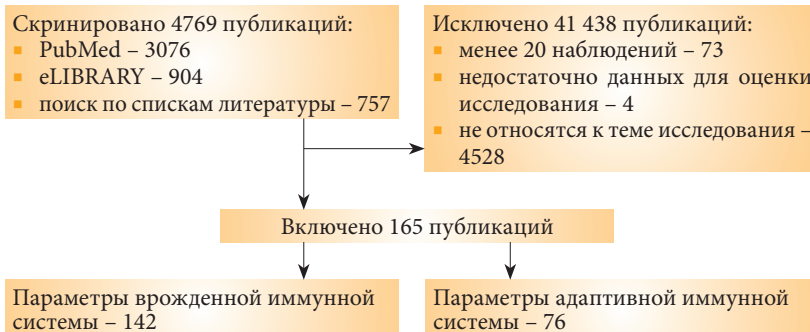 Скринировано 4769 публикаций:
PubMed – 3076
eLIBRARY – 904
поиск по спискам литературы – 757
Исключено 41 438 публикаций:
менее 20 наблюдений – 73
недостаточно данных для оценки
исследования – 4
не относятся к теме исследования –
4528
Включено 165 публикаций
Параметры врожденной иммунной
системы – 142
Параметры адаптивной иммунной
системы – 76